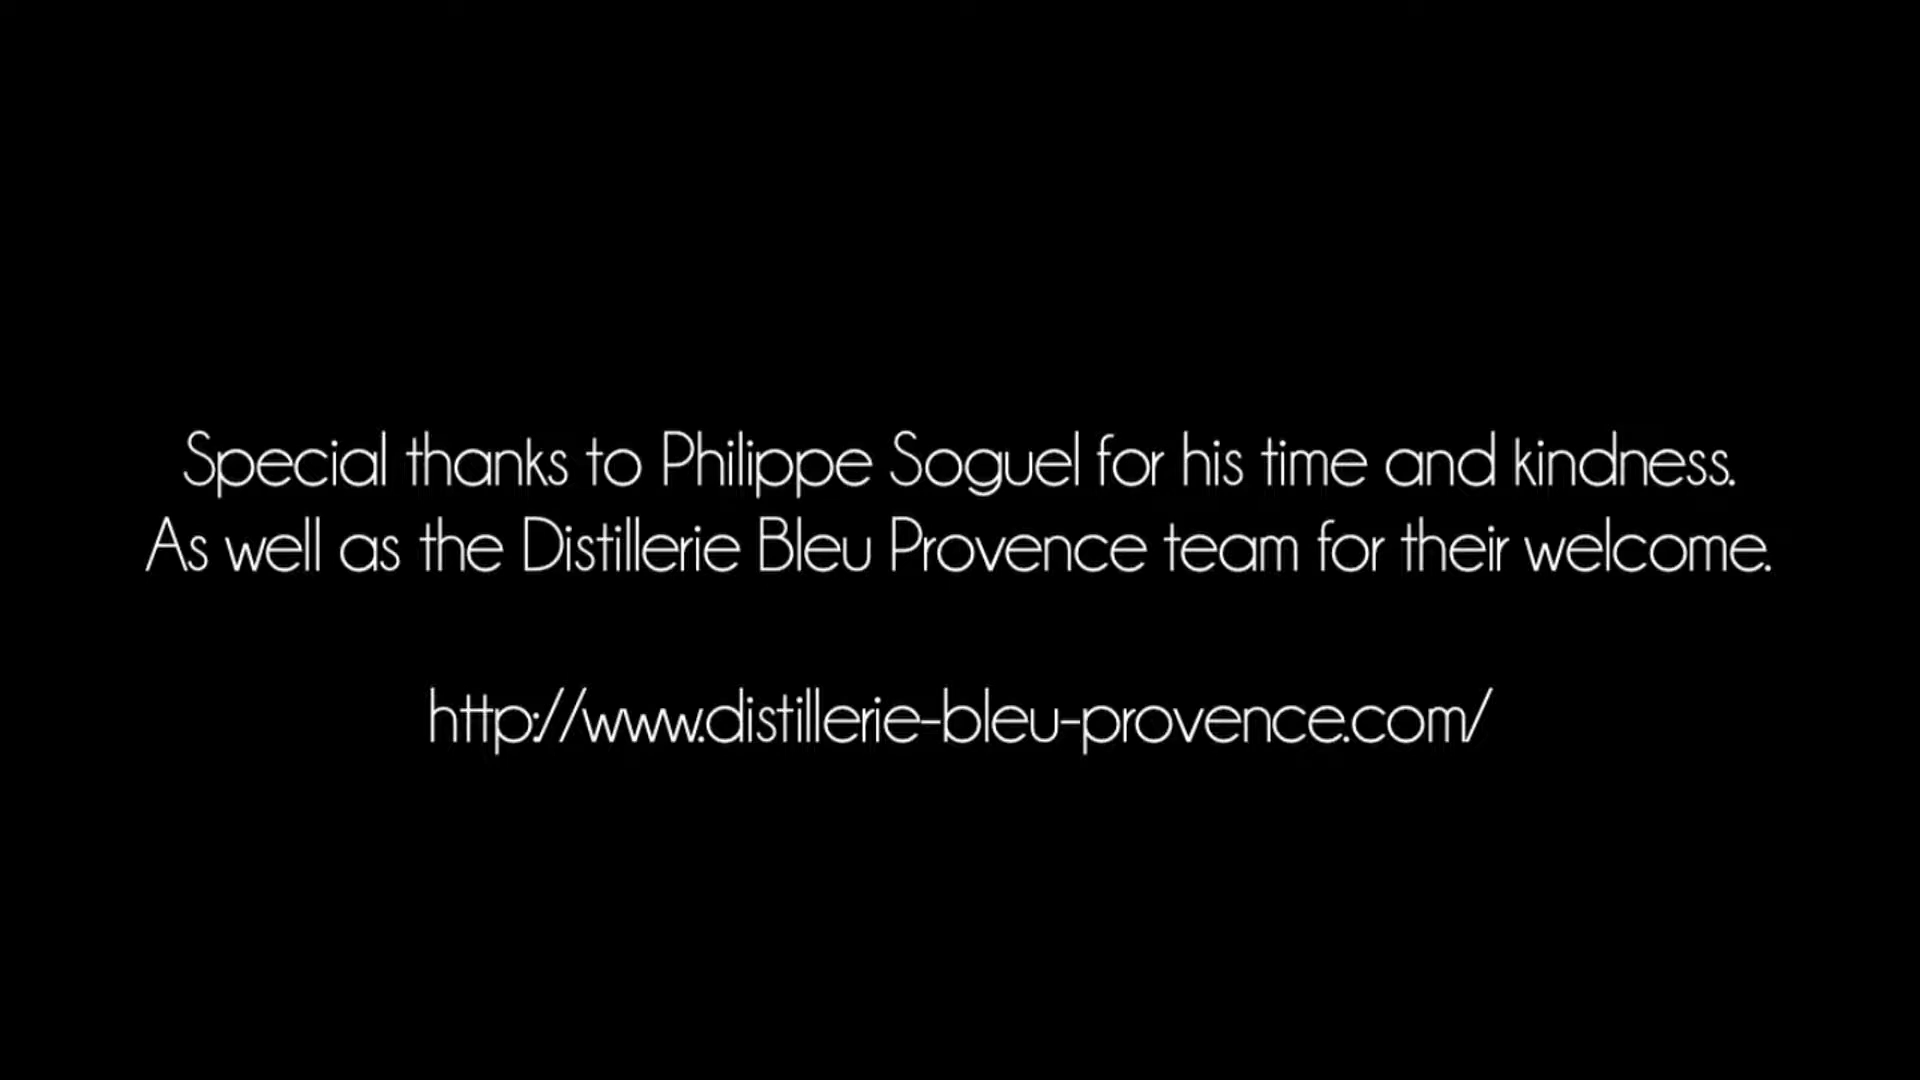 Special thanks to Philippe Soguel for his time and kindness.
As well as the Distillerie Bleu Provence team for their welcome.
http://www.distillerie-bleu-provence.com/